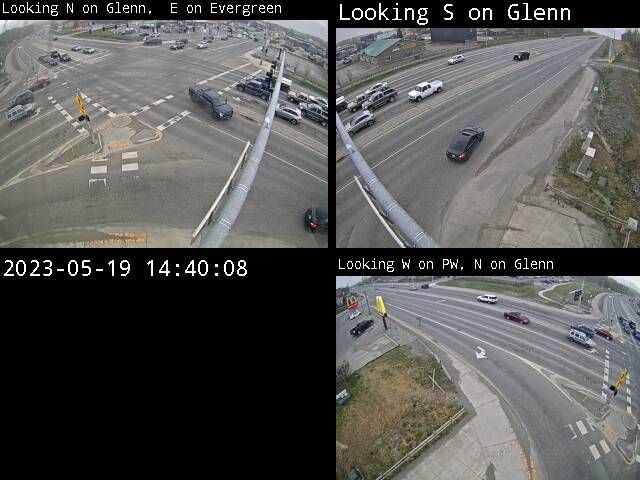 Looking N on Glenn,  E on Evergreen
Looking S on Glenn
2023-05-19 14:40:08
Looking W on PW, N on Glenn